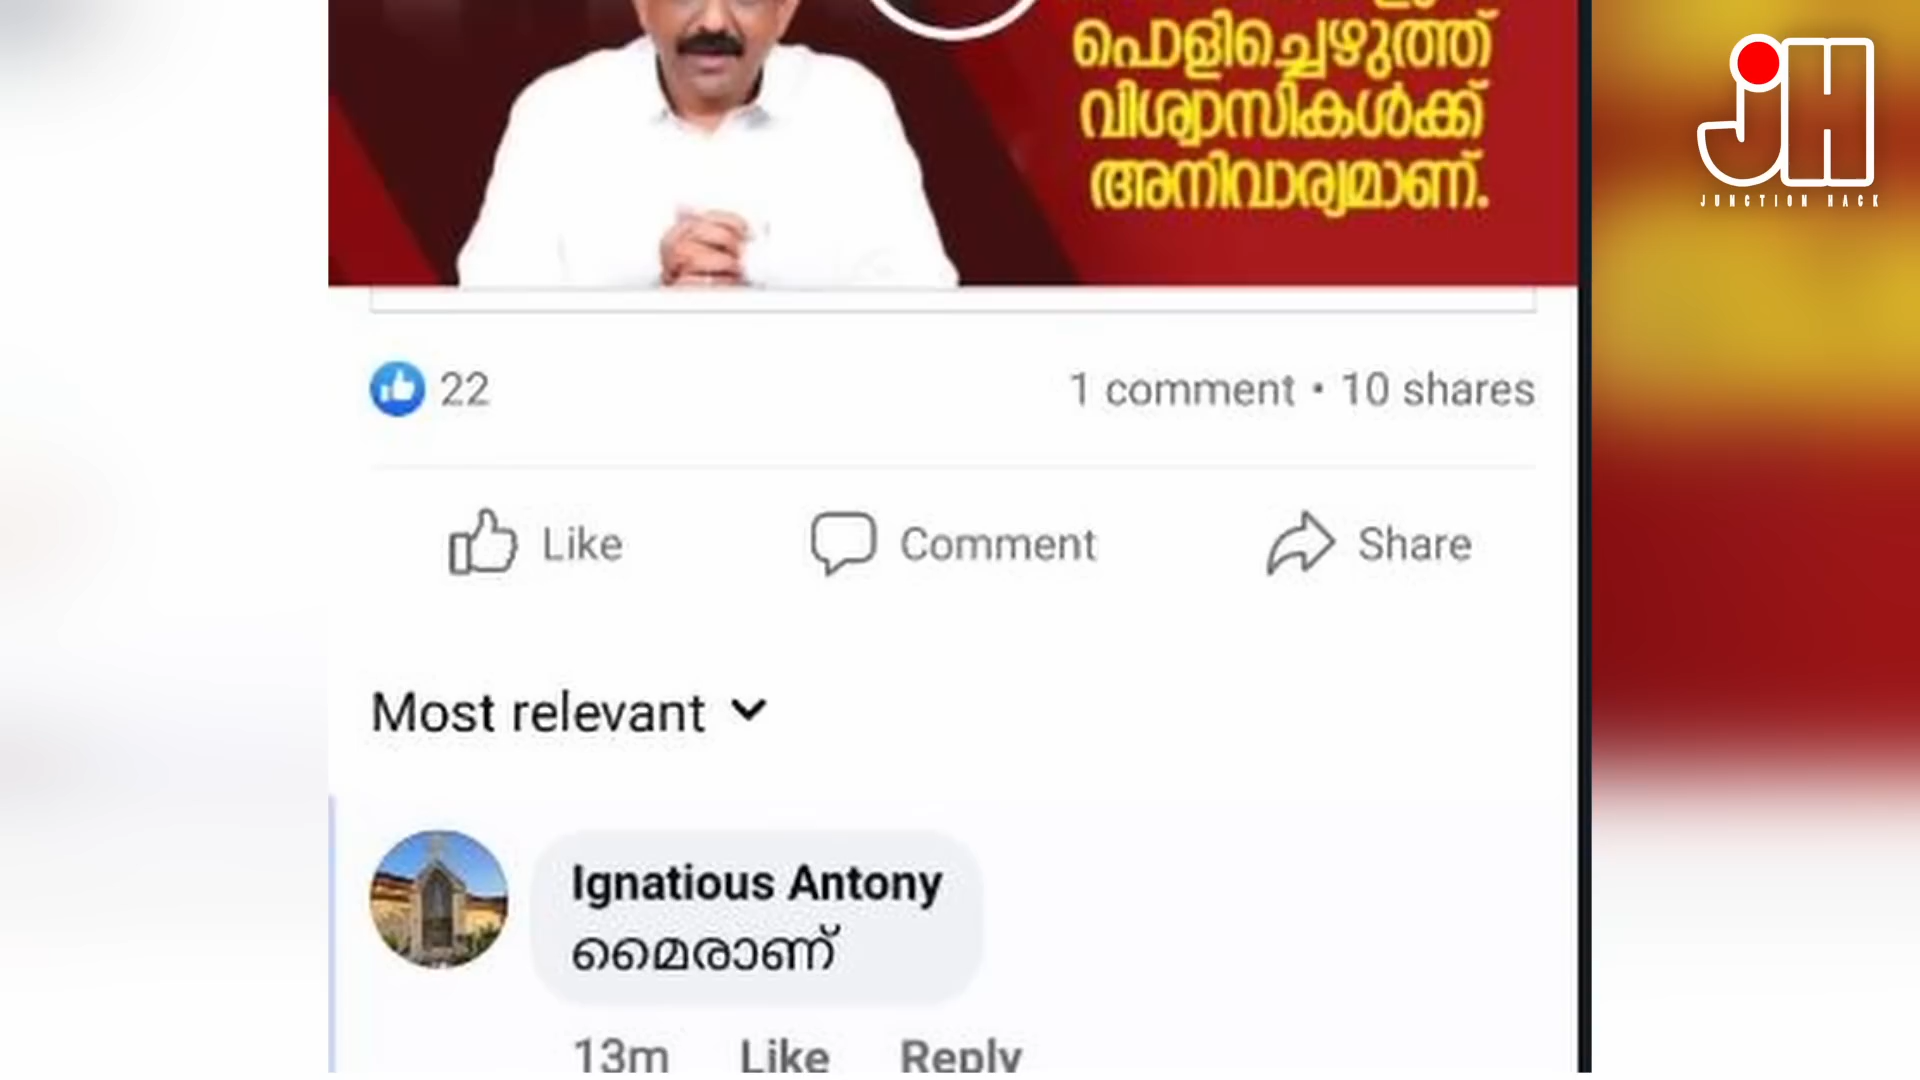 പൊളിച്ചെഴുത്ത്
വിശ്വാസികൾക്ക്
അനിവാര്യമാണ്.
JH
JUNCTION HACK
22
1 comment • 10 shares
Like Comment Share
Most relevant
Ignatious Antony
മൈരാണ്
13m Like Reply